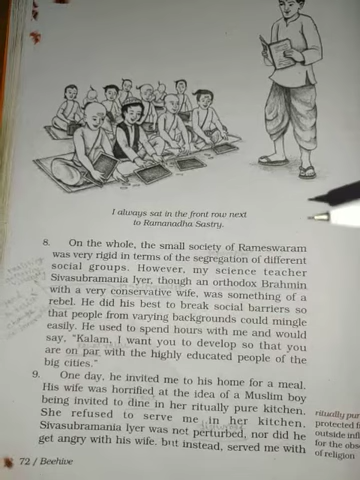 I always sat in the front row next
to Ramanadha Sastry.
8. On the whole, the small society of Rameswaram
was very rigid in terms of the segregation of different
social groups. However, my science teacher
Sivasubramania Iyer, though an orthodox Brahmin
with a very conservative wife, was something of a
rebel. He did his best to break social barriers so
that people from varying backgrounds could mingle
easily. He used to spend hours with me and would
say, “Kalam, I want you to develop so that you
are on par with the highly educated people of the
big cities.”
9. One day, he invited me to his home for a meal.
His wife was horrified at the idea of a Muslim boy
being invited to dine in her ritually pure kitchen.
She refused to serve me in her kitchen.
Sivasubramania Iyer was not perturbed, nor did he
get angry with his wife, but instead, served me with
ritually pur
protected f
outside infl
for the obs
of religion
72 / Beehive